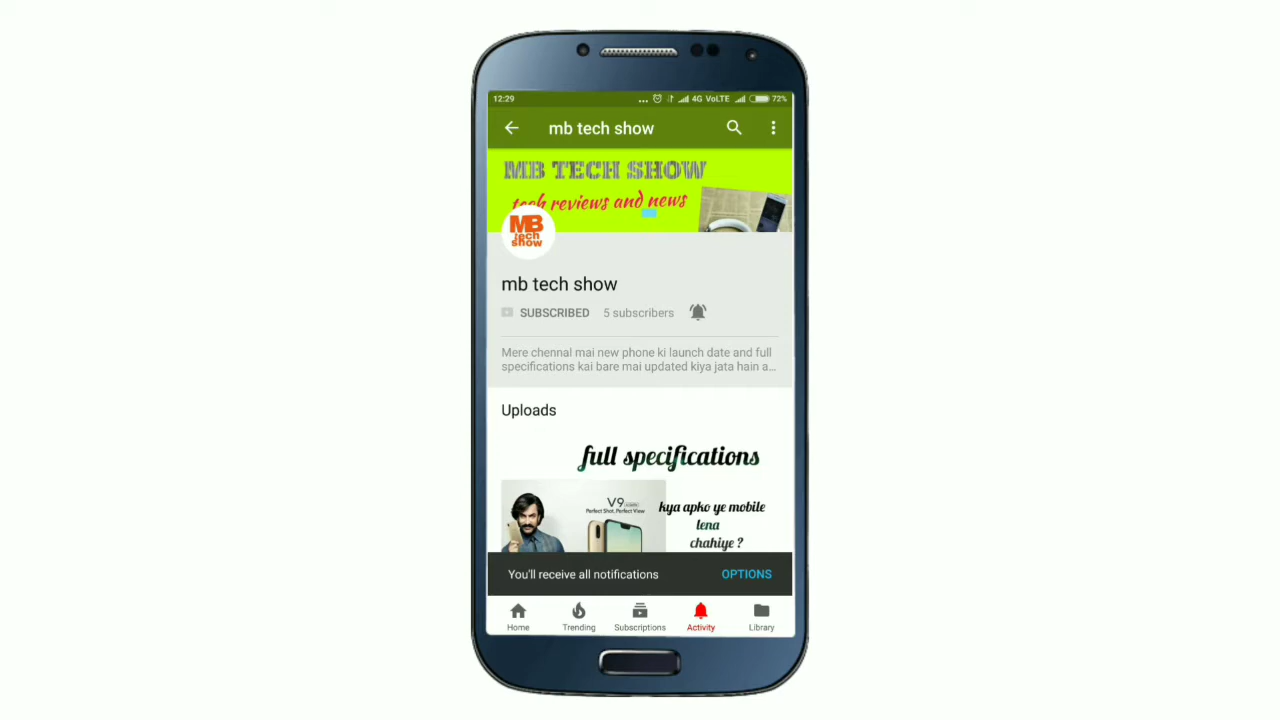 12:29 ... 4G VoLTE 72%
mb tech show
MB TECH SHOW
tech reviews and news
MB
tech
show
mb tech show
SUBSCRIBED 5 subscribers
Mere chennal mai new phone ki launch date and full
specifications kai bare mai updated kiya jata hain a...
Uploads
full specifications
V9
Perfect Shot, Perfect View
kya apko ye mobile
lena
chahiye ?
You'll receive all notifications OPTIONS
Home Trending Subscriptions Activity Library